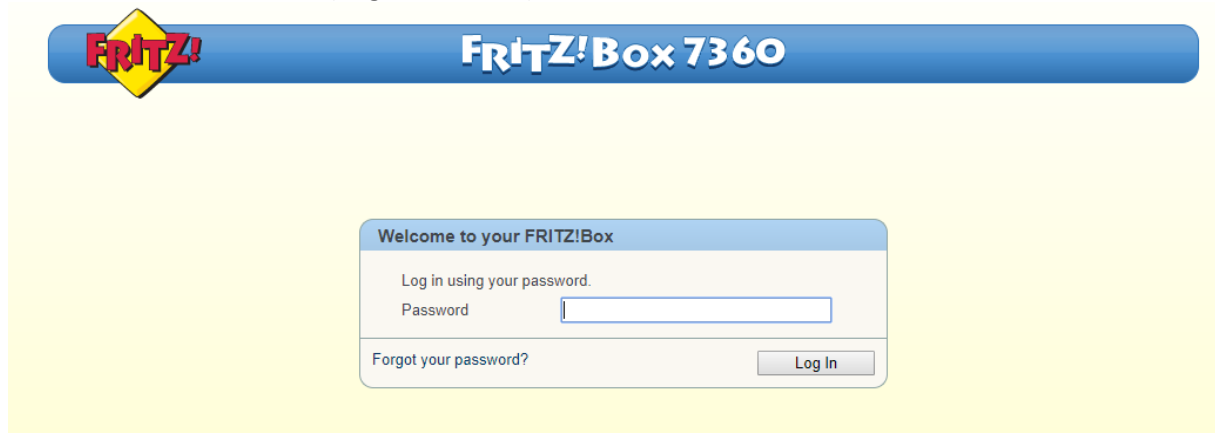 FRITZ!
FRITZ!Box 7360
Welcome to your FRITZ!Box
Log in using your password.
Password
Forgot your password?
Log In